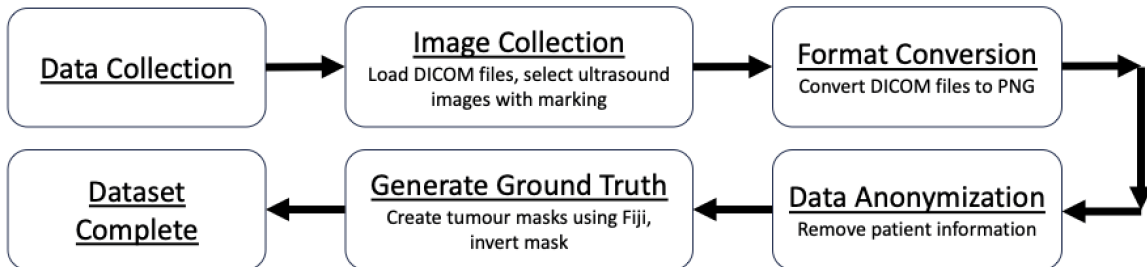 Data Collection
Image Collection
Load DICOM files, select ultrasound
images with marking
Format Conversion
Convert DICOM files to PNG
Data Anonymization
Remove patient information
Generate Ground Truth
Create tumour masks using Fiji,
invert mask
Dataset
Complete